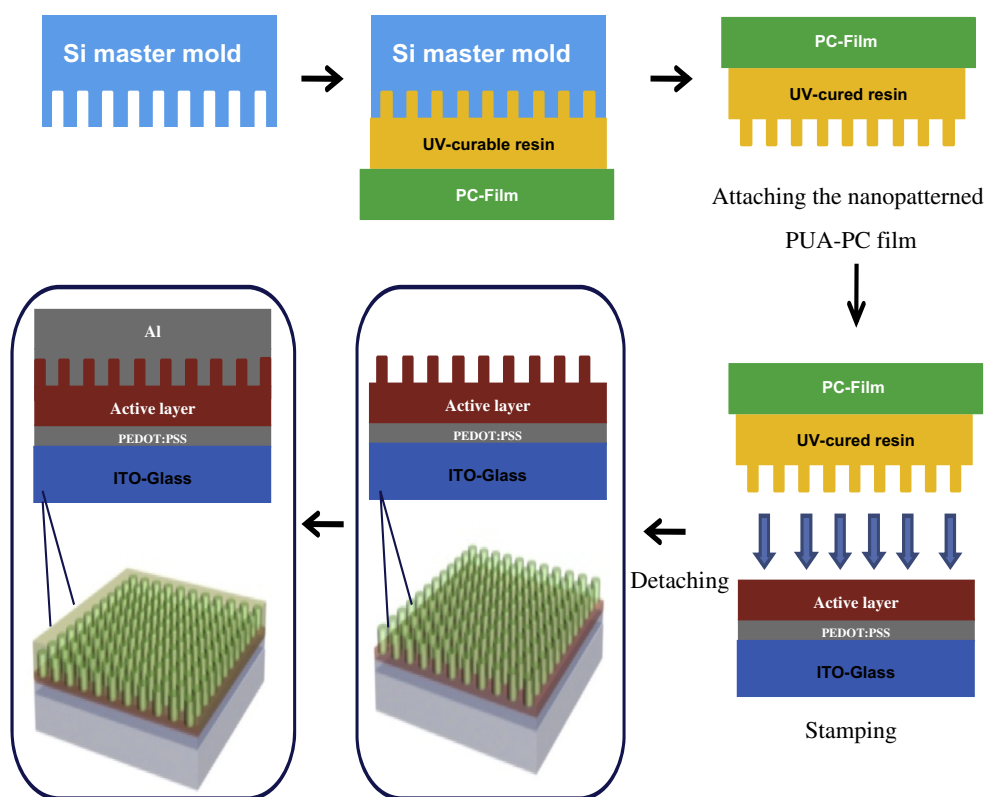 Si master mold
Si master mold
UV-curable resin
PC-Film
PC-Film
UV-cured resin
Attaching the nanopatterned
PUA-PC film
PC-Film
UV-cured resin
Active layer
PEDOT:PSS
ITO-Glass
Stamping
Detaching
Active layer
PEDOT:PSS
ITO-Glass
Al
Active layer
PEDOT:PSS
ITO-Glass